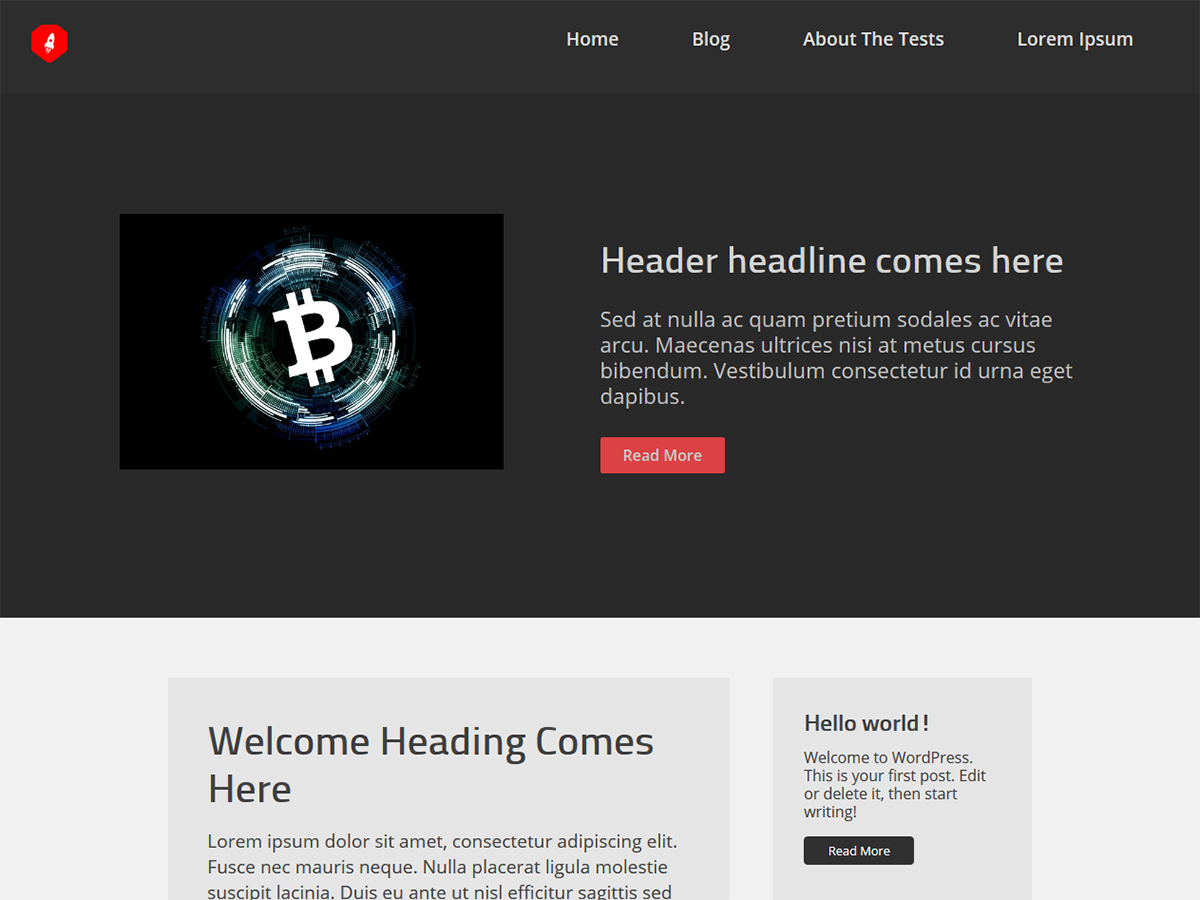 Home Blog About The Tests Lorem Ipsum
Header headline comes here
Sed at nulla ac quam pretium sodales ac vitae
arcu. Maecenas ultrices nisi at metus cursus
bibendum. Vestibulum consectetur id urna eget
dapibus.
Read More
Welcome Heading Comes
Here
Lorem ipsum dolor sit amet, consectetur adipiscing elit.
Fusce nec mauris neque. Nulla placerat ligula molestie
suscipit lacinia. Duis eu ante ut nisl efficitur sagittis sed
Hello world!
Welcome to WordPress.
This is your first post. Edit
or delete it, then start
writing!
Read More